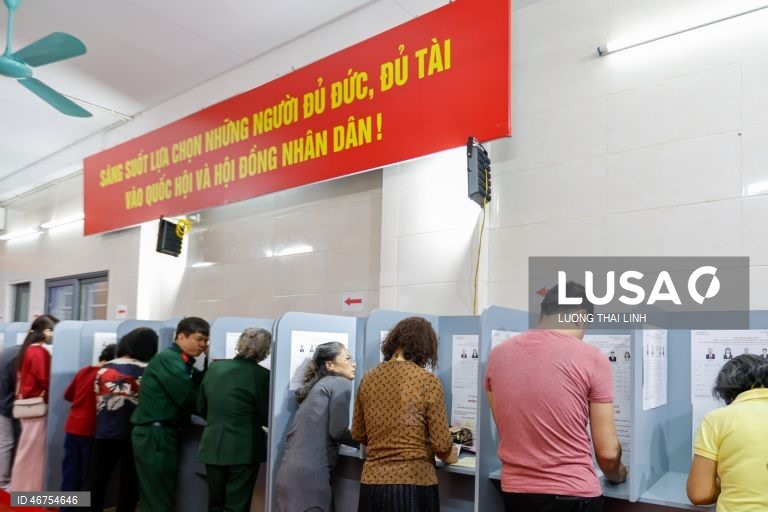 SÁNG SUỐT LỰA CHỌN NHỮNG NGƯỜI ĐỦ ĐỨC, ĐỦ TÀI
VÀO QUỐC HỘI VÀ HỘI ĐỒNG NHÂN DÂN!
LUSA
LUONG THAI LINH
ID:46754646